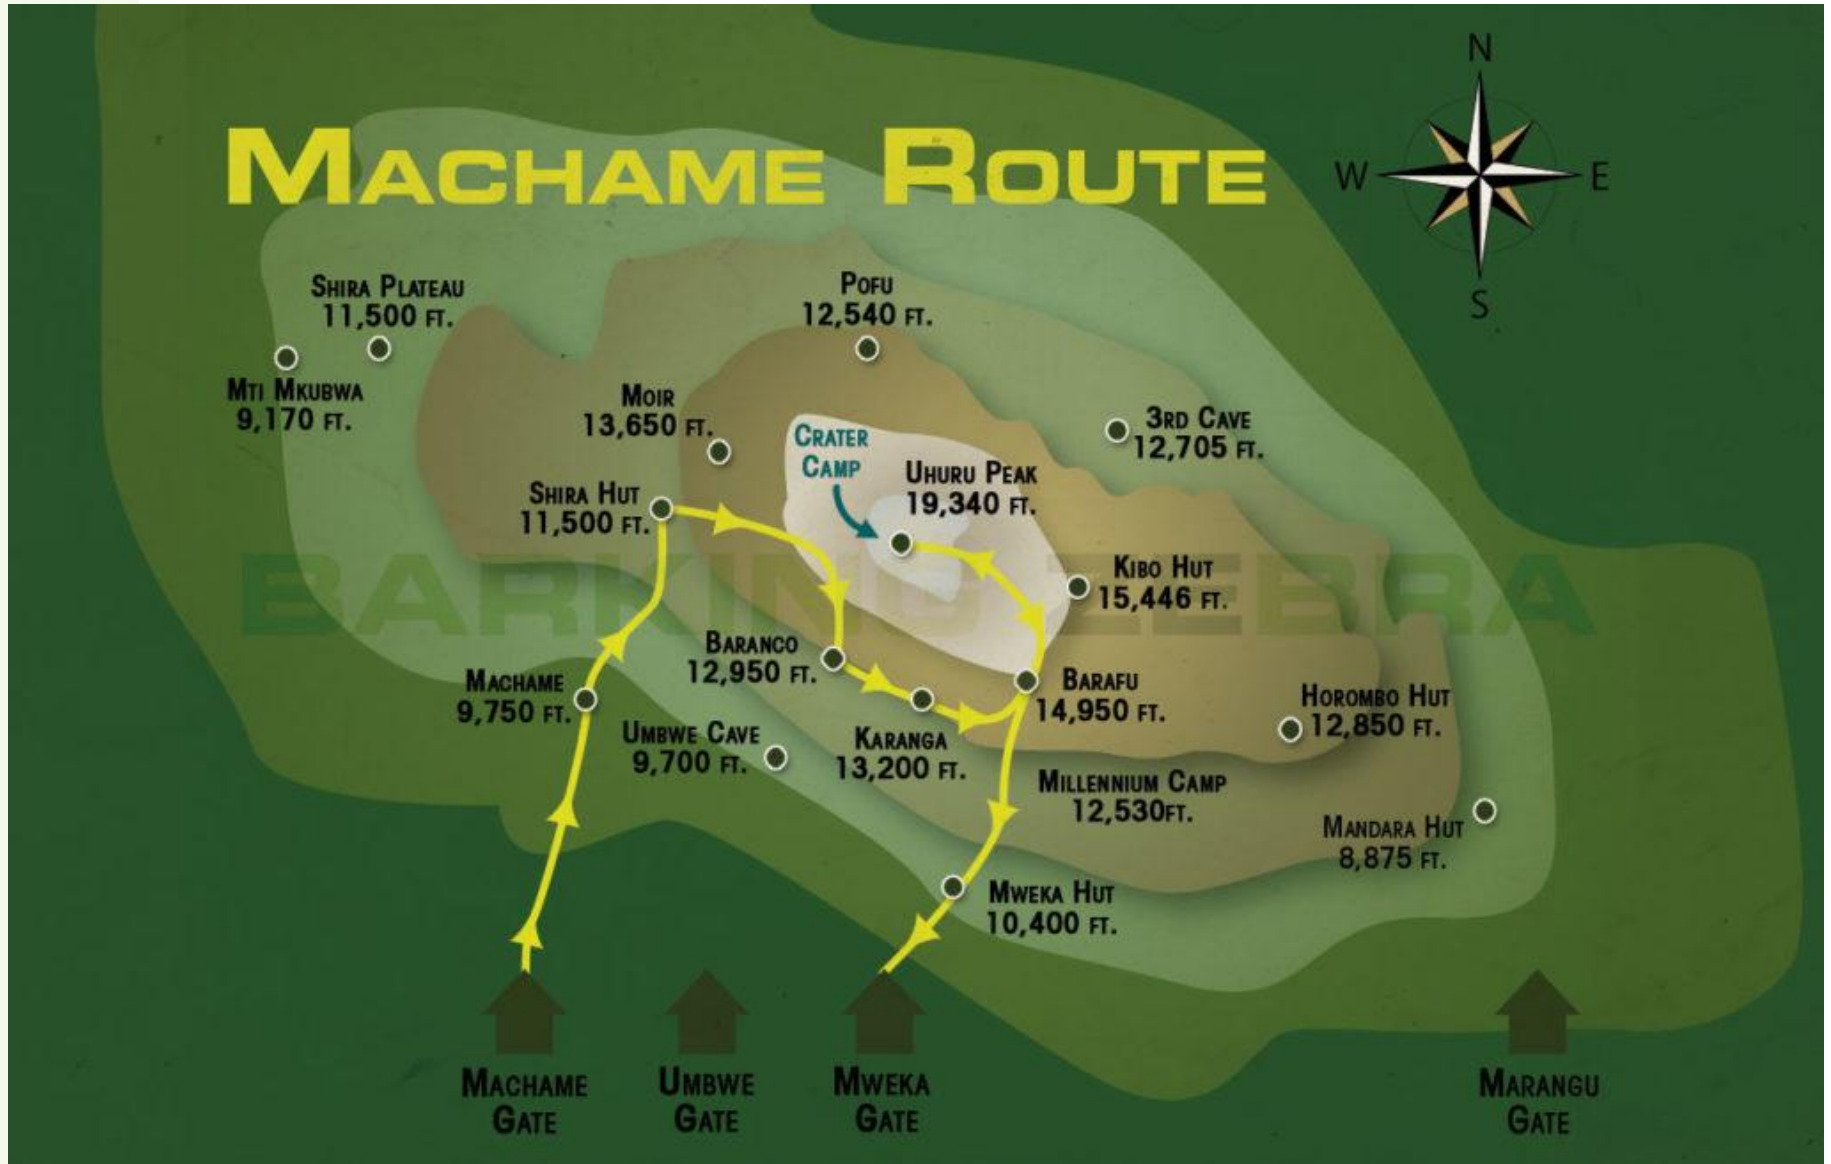 MACHAME ROUTE
N
W
E
S
SHIRA PLATEAU
11,500 FT.
POFU
12,540 FT.
MTI MKUBWA
9,170 FT.
MOIR
13,650 FT.
3RD CAVE
12,705 FT.
CRATER
CAMP
UHURU PEAK
19,340 FT.
SHIRA HUT
11,500 FT.
BARKING ZEBRA
KIBO HUT
15,446 FT.
BARANCO
12,950 FT.
MACHAME
9,750 FT.
BARAFU
14,950 FT.
HOROMBO HUT
12,850 FT.
UMBWE CAVE
9,700 FT.
KARANGA
13,200 FT.
MILLENNIUM CAMP
12,530FT.
MANDARA HUT
8,875 FT.
MWEKA HUT
10,400 FT.
MACHAME
GATE
UMBWE
GATE
MWEKA
GATE
MARANGU
GATE